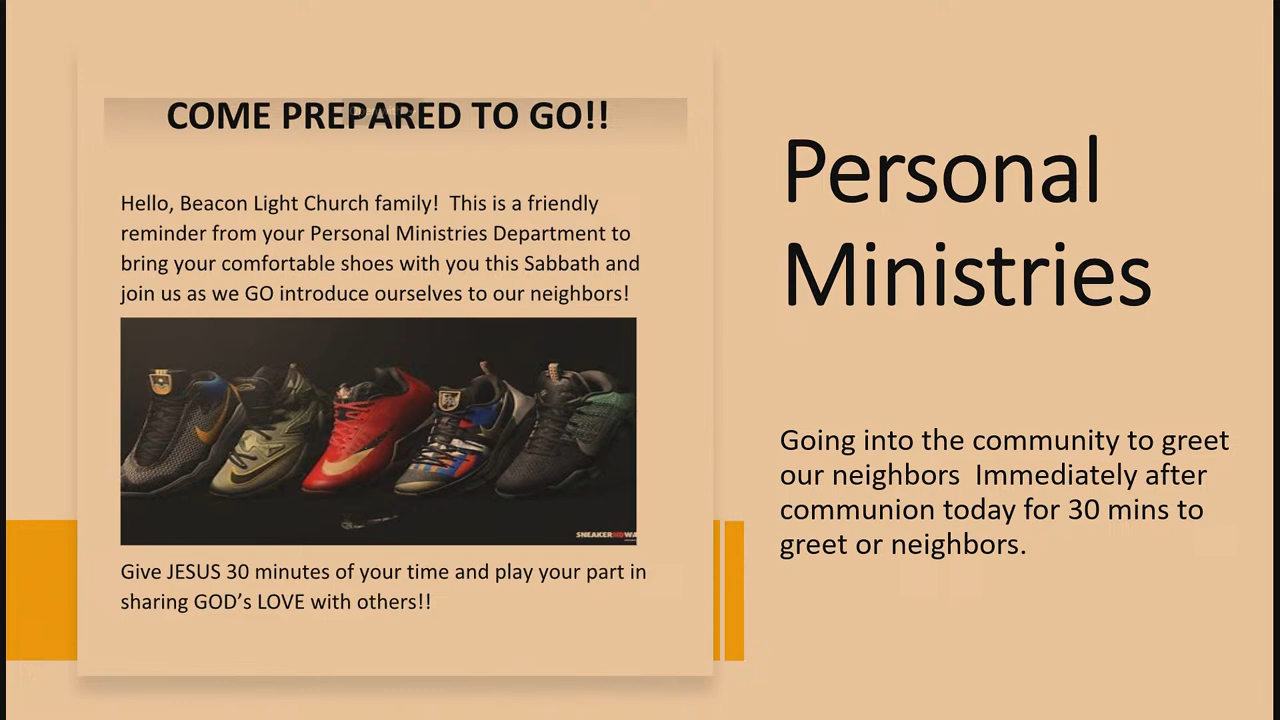 COME PREPARED TO GO!!
Hello, Beacon Light Church family!  This is a friendly
reminder from your Personal Ministries Department to
bring your comfortable shoes with you this Sabbath and
join us as we GO introduce ourselves to our neighbors!
Give JESUS 30 minutes of your time and play your part in
sharing GOD’s LOVE with others!!
Personal
Ministries
Going into the community to greet
our neighbors  Immediately after
communion today for 30 mins to
greet or neighbors.